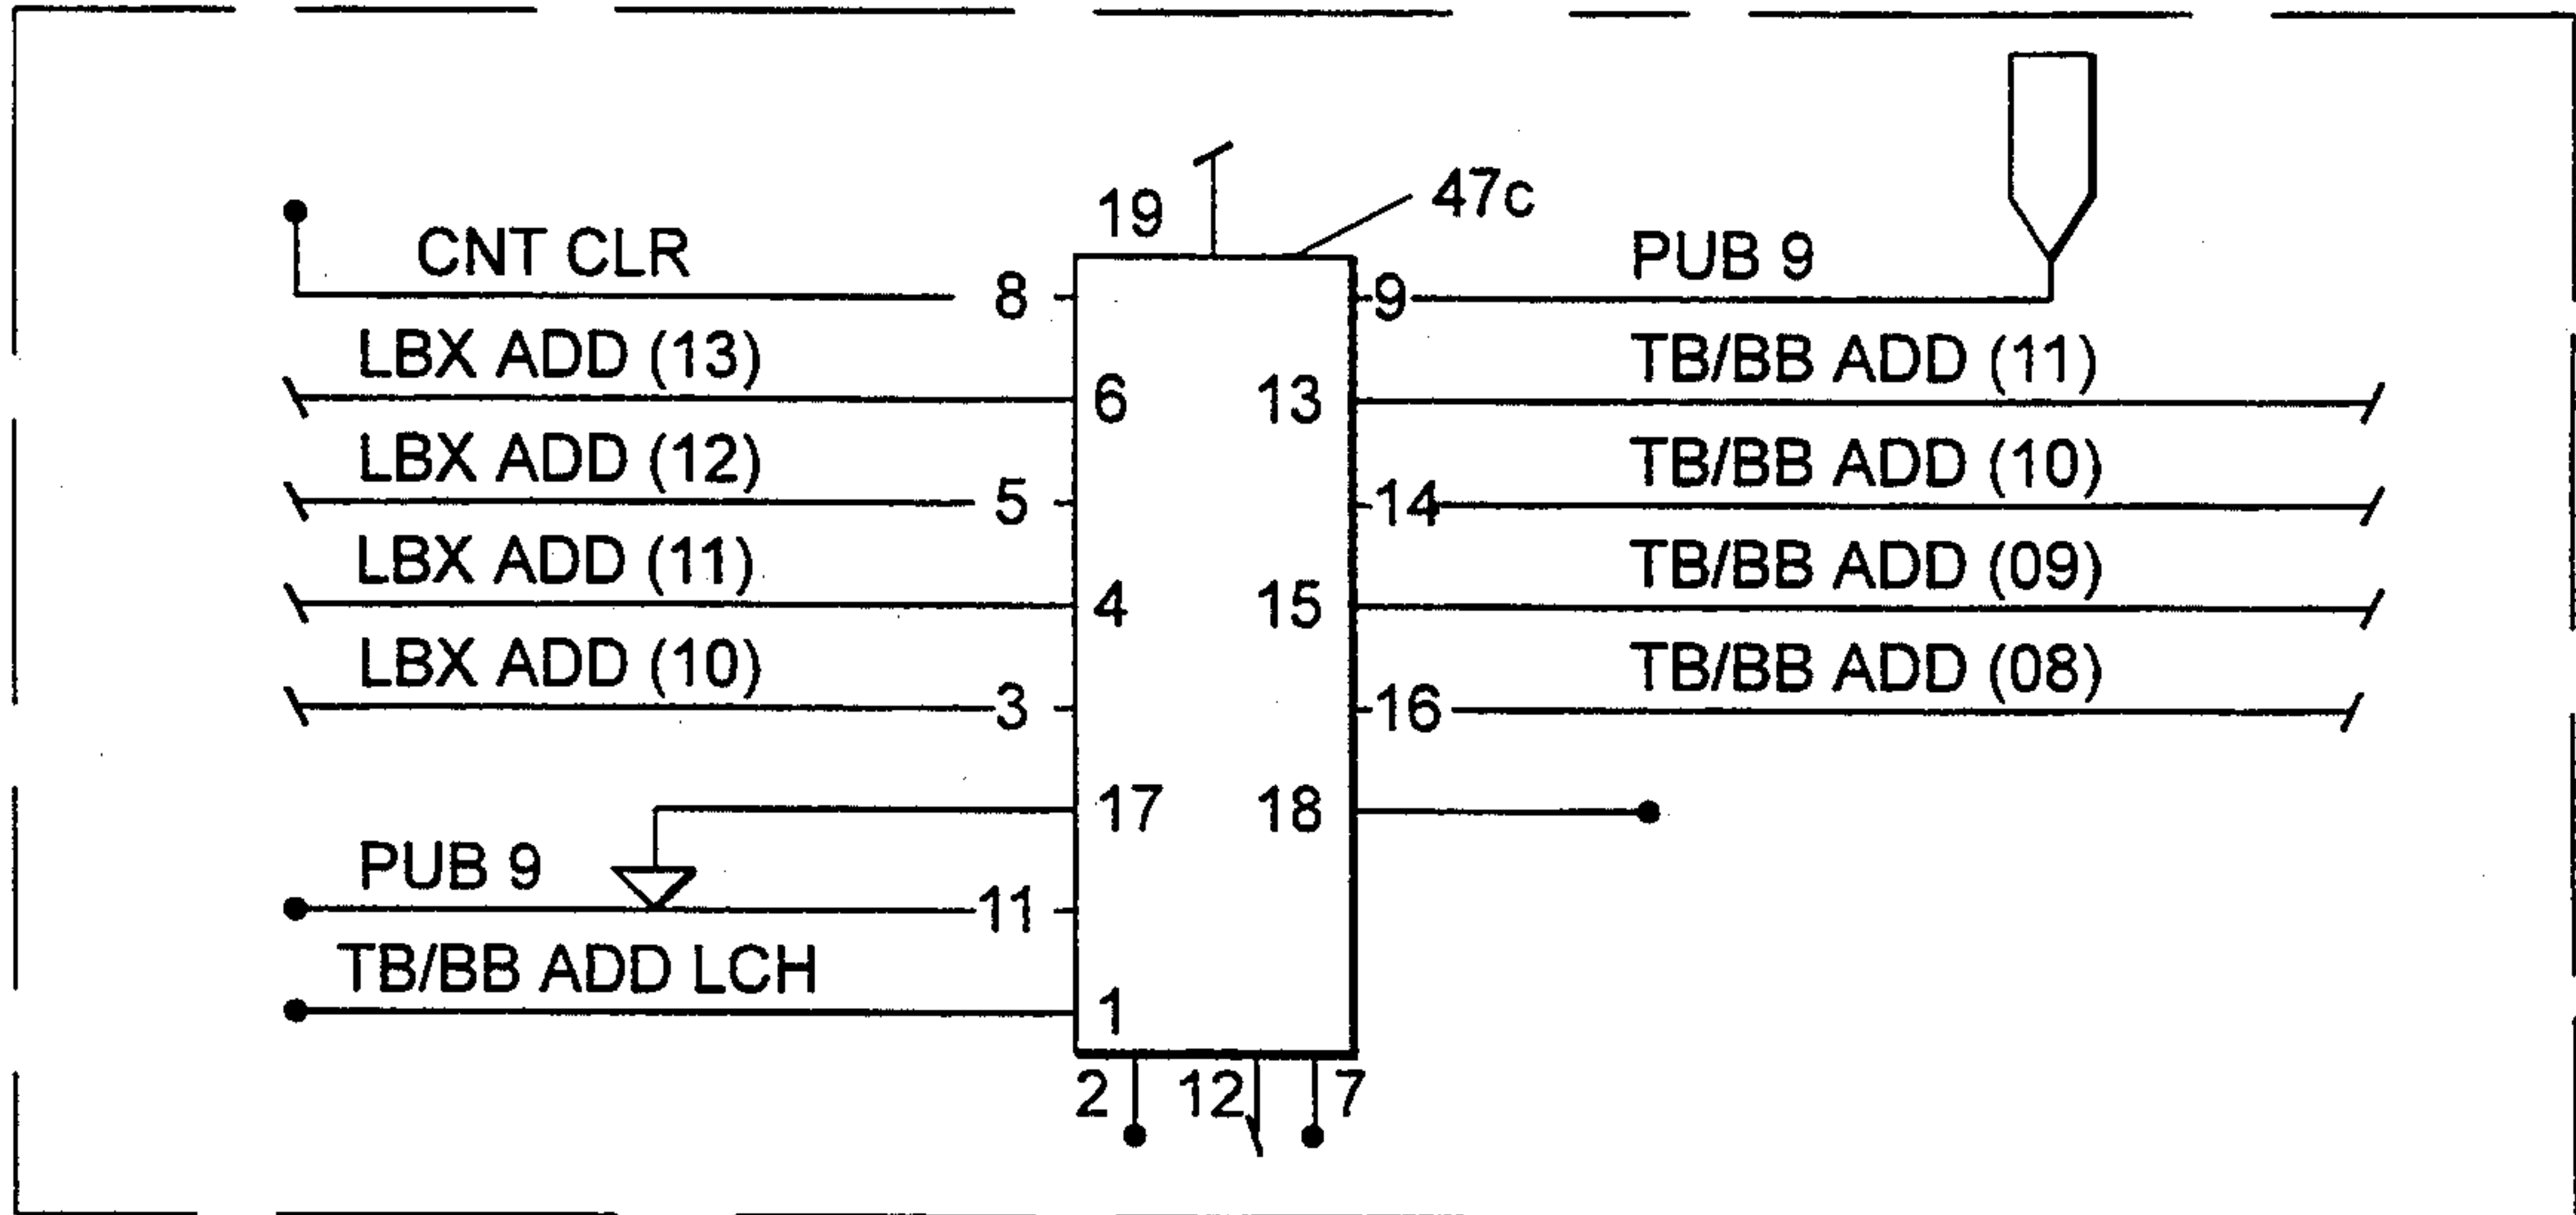 19
47c
CNT CLR
8
9
PUB 9
LBX ADD (13)
6
13
TB/BB ADD (11)
LBX ADD (12)
5
14
TB/BB ADD (10)
LBX ADD (11)
4
15
TB/BB ADD (09)
LBX ADD (10)
3
16
TB/BB ADD (08)
17
18
PUB 9
11
TB/BB ADD LCH
1
2
12
7